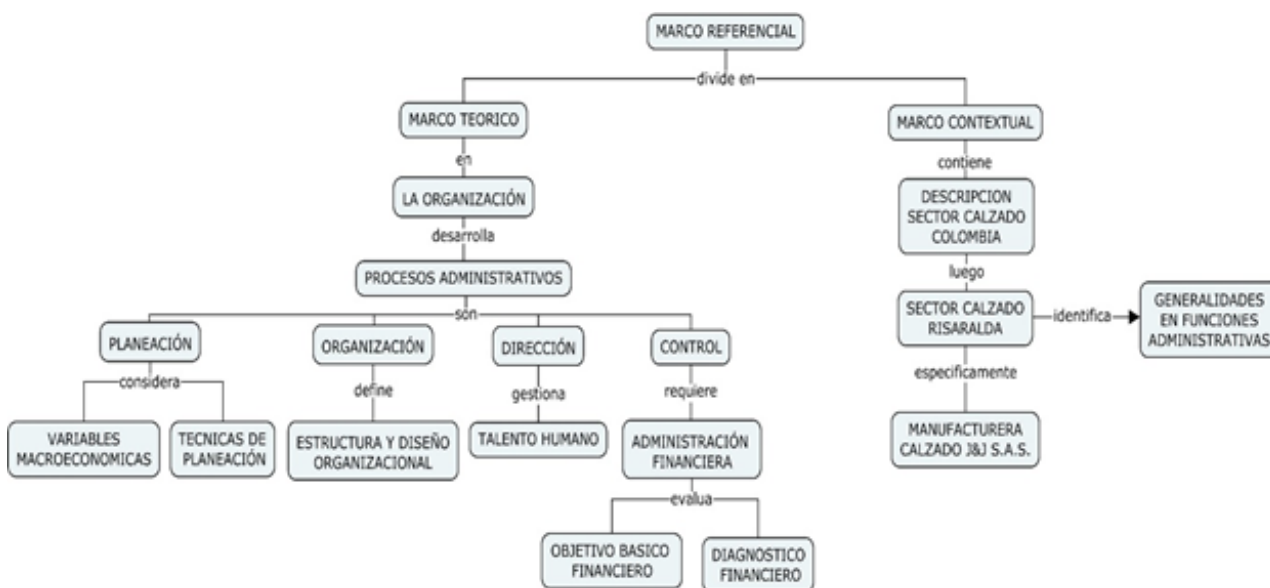 MARCO REFERENCIAL
divide en
MARCO TEORICO
MARCO CONTEXTUAL
en
contiene
LA ORGANIZACIÓN
DESCRIPCION
SECTOR CALZADO
COLOMBIA
desarrolla
luego
PROCESOS ADMINISTRATIVOS
SECTOR CALZADO
RISARALDA
identifica
GENERALIDADES
EN FUNCIONES
ADMINISTRATIVAS
son
PLANEACIÓN
ORGANIZACIÓN
DIRECCIÓN
CONTROL
especificamente
considera
define
gestiona
requiere
VARIABLES
MACROECONOMICAS
TECNICAS DE
PLANEACIÓN
ESTRUCTURA Y DISEÑO
ORGANIZACIONAL
TALENTO HUMANO
ADMINISTRACIÓN
FINANCIERA
MANUFACTURERA
CALZADO J&J S.A.S.
evalua
OBJETIVO BASICO
FINANCIERO
DIAGNOSTICO
FINANCIERO